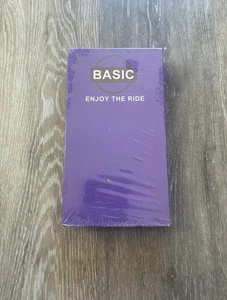 BASIC
ENJOY THE RIDE